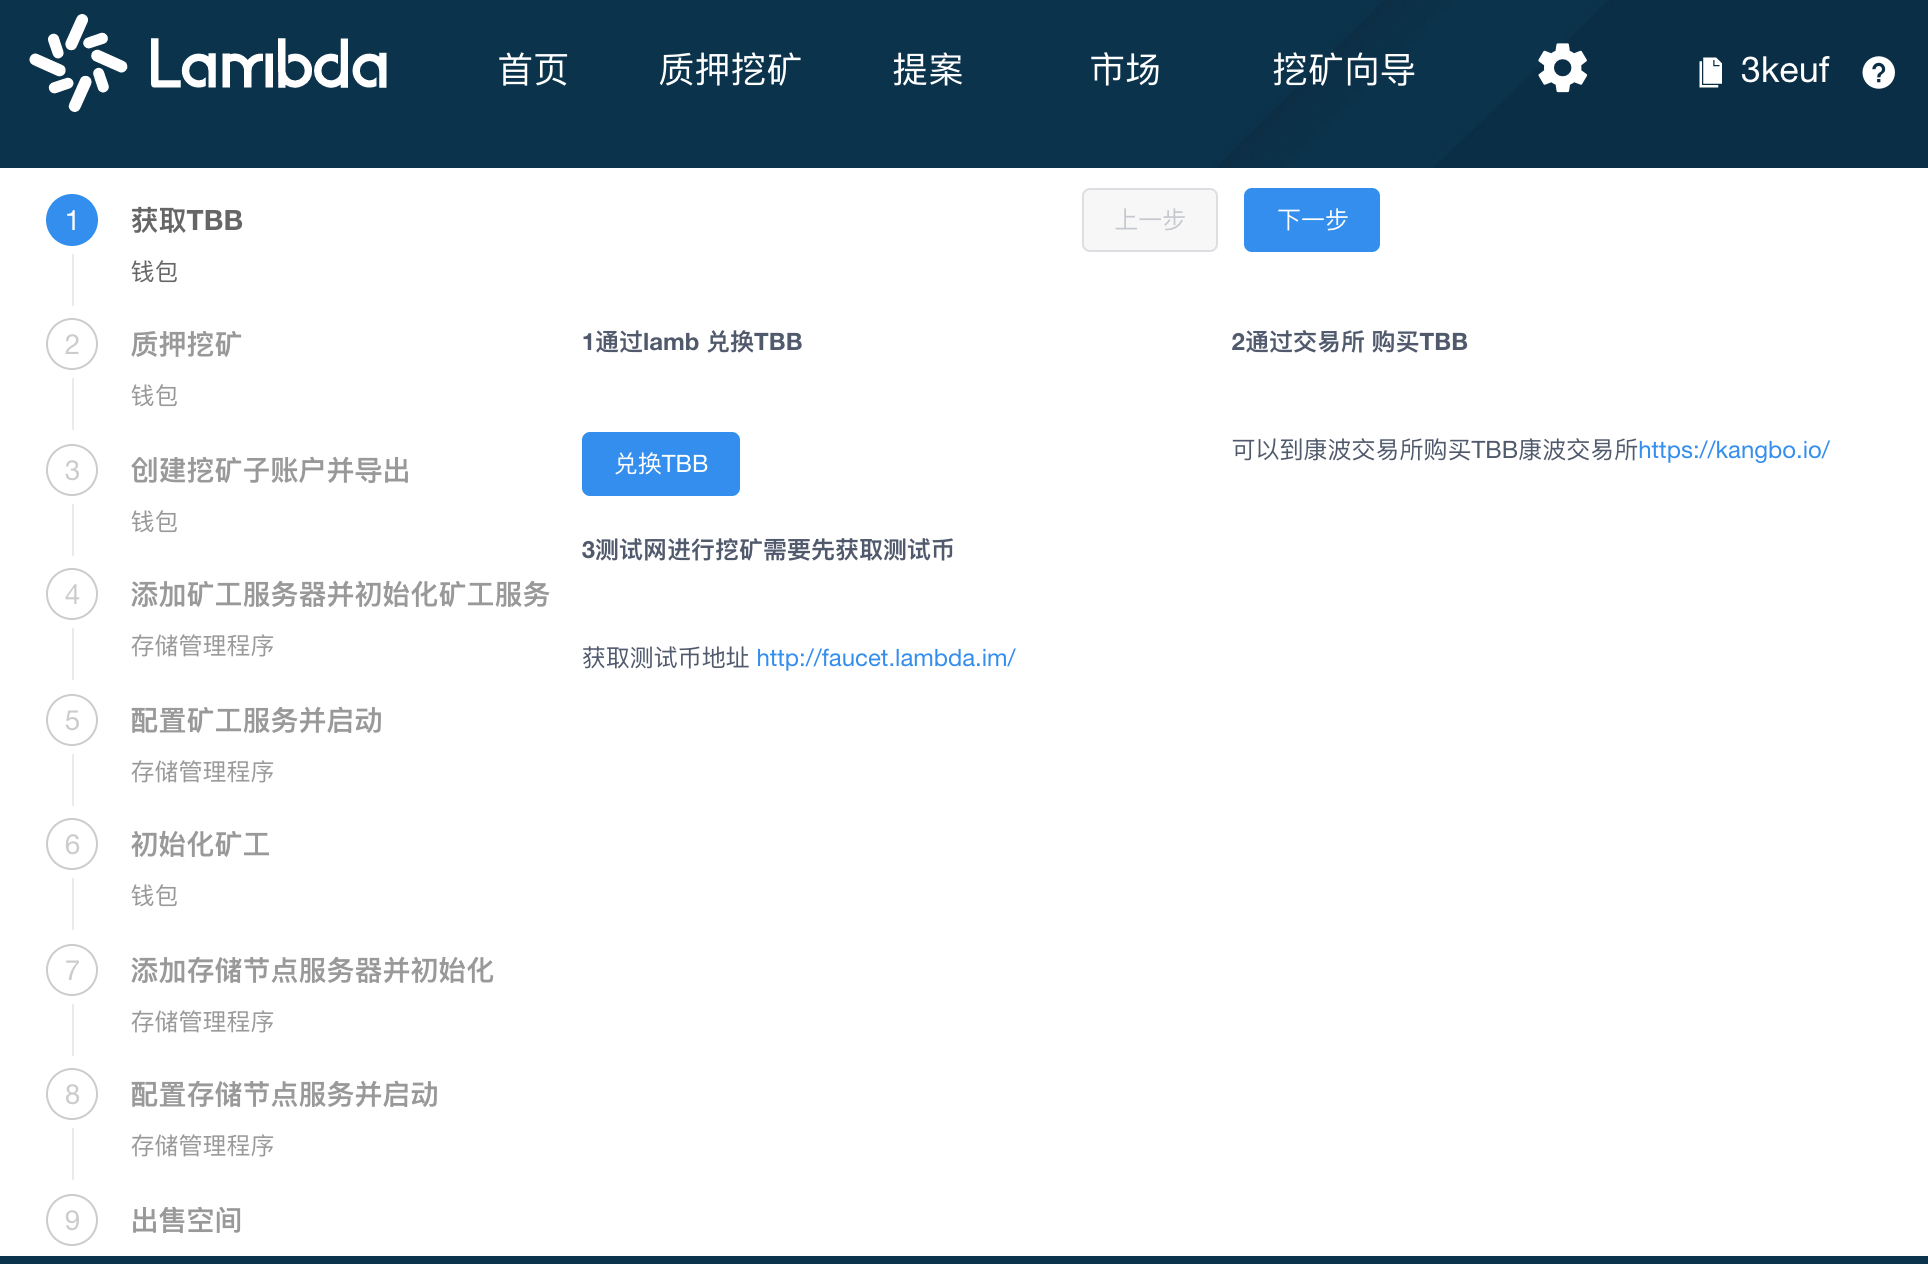 Lambda
首页 质押挖矿 提案 市场 挖矿向导 3keuf
1 获取TBB
钱包
上一步 下一步
2 质押挖矿
钱包
3 创建挖矿子账户并导出
钱包
4 添加矿工服务器并初始化矿工服务
存储管理程序
5 配置矿工服务并启动
存储管理程序
6 初始化矿工
钱包
7 添加存储节点服务器并初始化
存储管理程序
8 配置存储节点服务并启动
存储管理程序
9 出售空间
1通过lamb 兑换TBB
兑换TBB
2通过交易所 购买TBB
可以到康波交易所购买TBB康波交易所https://kangbo.io/
3测试网进行挖矿需要先获取测试币
获取测试币地址 http://faucet.lambda.im/